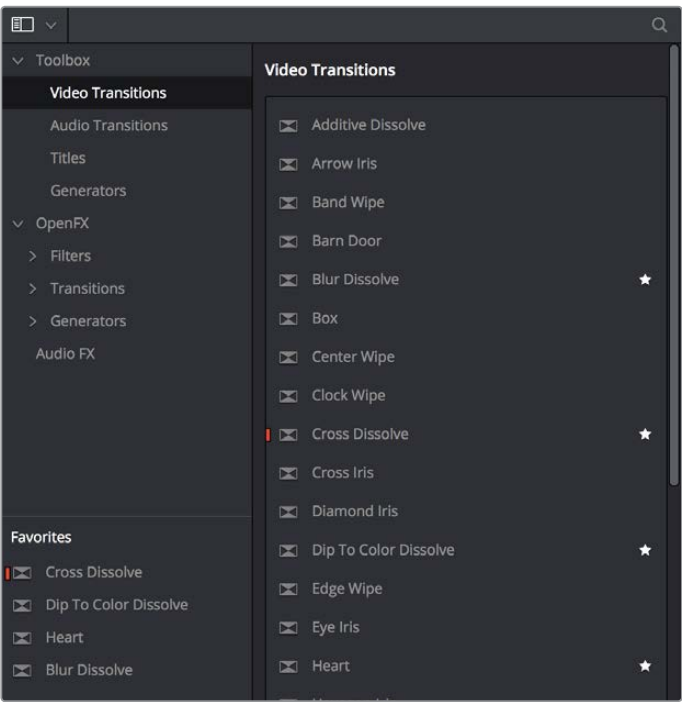 Toolbox
Video Transitions
Audio Transitions
Titles
Generators
OpenFX
Filters
Transitions
Generators
Audio FX
Favorites
Cross Dissolve
Dip To Color Dissolve
Heart
Blur Dissolve
Video Transitions
Additive Dissolve
Arrow Iris
Band Wipe
Barn Door
Blur Dissolve
Box
Center Wipe
Clock Wipe
Cross Dissolve
Cross Iris
Diamond Iris
Dip To Color Dissolve
Edge Wipe
Eye Iris
Heart